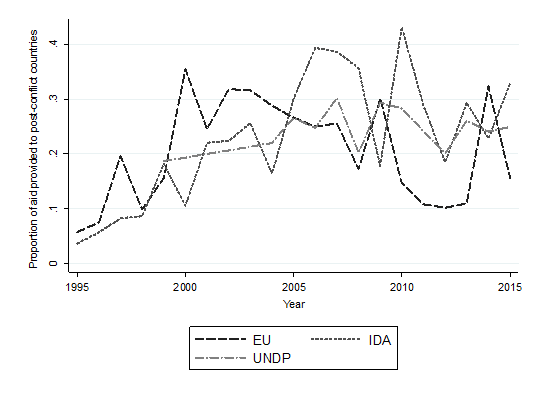 Proportion of aid provided to post-conflict countries
.4
.3
.2
.1
0
1995 2000 2005 2010 2015
Year
EU IDA
UNDP